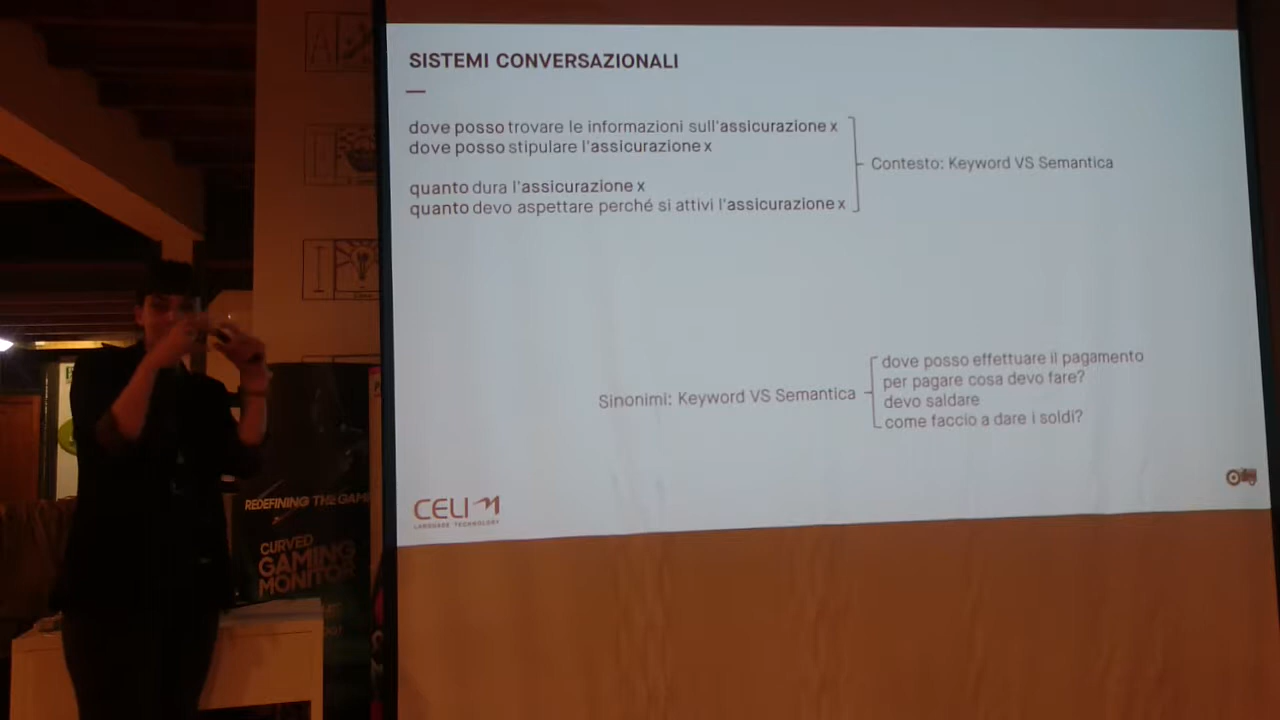 SISTEMI CONVERSAZIONALI
dove posso trovare le informazioni sull'assicurazione x
dove posso stipulare l'assicurazione x
quanto dura l'assicurazione x
quanto devo aspettare perché si attivi l'assicurazione x
Contesto: Keyword VS Semantica
Sinonimi: Keyword VS Semantica
dove posso effettuare il pagamento
per pagare cosa devo fare?
devo saldare
come faccio a dare i soldi?
CELI
LANGUAGE TECHNOLOGY
REDEFINING THE GAME
CURVED
GAMING
MONITOR